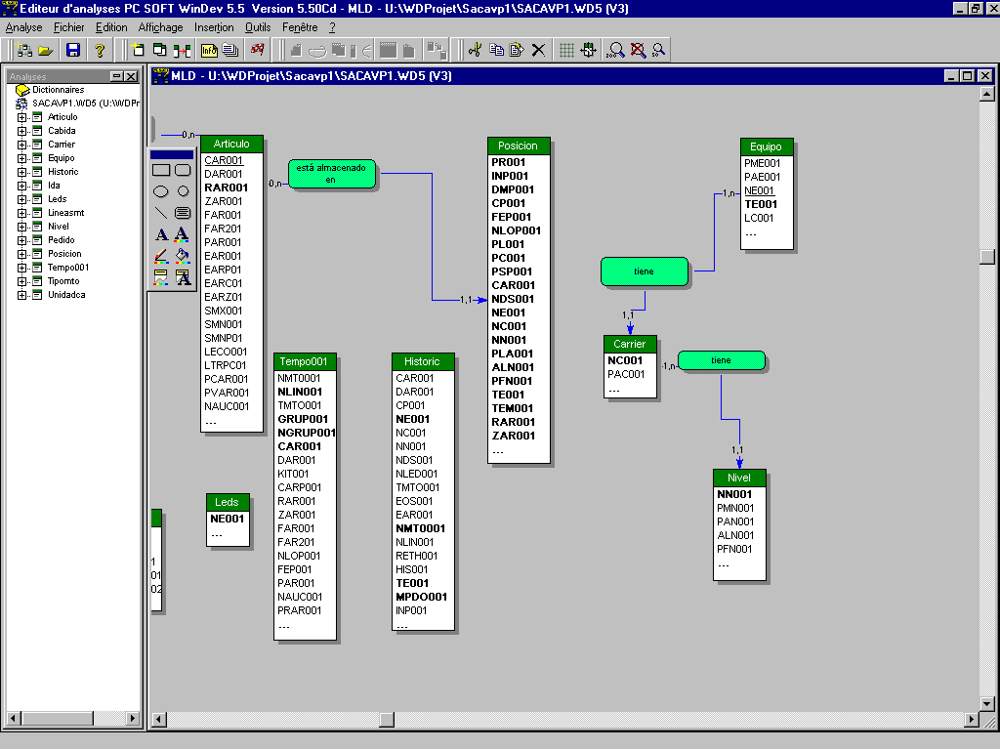 Editeur d'analyses PC SOFT WinDev 5.5 Version 5.50Cd - MLD - U:\WDProjet\Sacavp1\SACAVP1.WD5 (V3)
Analyse Fichier Edition Affichage Insertion Outils Fenêtre ?
Analyses
Dictionnaires
SACAVP1.WD5 (U:\WDPr
Articulo
Cabida
Carrier
Equipo
Historic
Ida
Leds
Lineasmt
Nivel
Pedido
Posicion
Tempo001
Tipomto
Unidadca
MLD - U:\WDProjet\Sacavp1\SACAVP1.WD5 (V3)
0,n
Articulo
CAR001
DAR001
RAR001
ZAR001
FAR001
FAR201
PAR001
EAR001
EARP01
EARC01
EARZ01
SMX001
SMN001
SMNP01
LECO001
LTRPC01
PCAR001
PVAR001
NAUC001
...
0,n
está almacenado
en
1,1
Posicion
PR001
INP001
DMP001
CP001
FEP001
NLOP001
PL001
PC001
PSP001
CAR001
NDS001
NE001
NC001
NN001
PLA001
ALN001
PFN001
TE001
TEM001
RAR001
ZAR001
...
Equipo
PME001
PAE001
NE001
TE001
LC001
...
1,n
tiene
1,1
Carrier
NC001
PAC001
...
1,n
tiene
1,1
Nivel
NN001
PMN001
PAN001
ALN001
PFN001
...
Tempo001
NMT0001
NLIN001
TMTO001
GRUP001
NGRUP001
CAR001
DAR001
KIT001
CARP001
RAR001
ZAR001
FAR001
FAR201
NLOP001
FEP001
PAR001
NAUC001
PRAR001
...
Historic
CAR001
DAR001
CP001
NE001
NC001
NN001
NDS001
NLED001
TMTO001
EOS001
EAR001
NMT0001
NLIN001
RETH001
HIS001
TE001
MPDO001
INP001
...
Leds
NE001
...
1
01
02